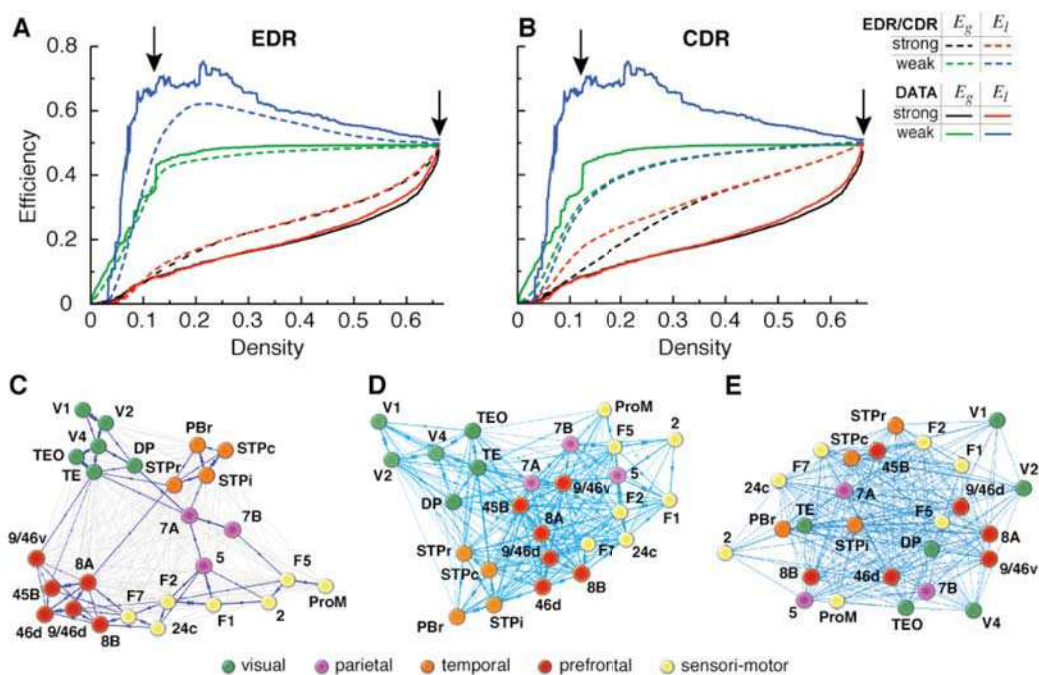 A EDR
Efficiency
0.8
0.6
0.4
0.2
0
0 0.1 0.2 0.3 0.4 0.5 0.6
Density
B CDR
0 0.1 0.2 0.3 0.4 0.5 0.6
Density
EDR/CDR Eg El
strong
weak
DATA Eg El
strong
weak
C
V1
V2
V4
TEO
TE
DP
PBr
STPc
STPr
STPi
7A
7B
9/46v
8A
5
F5
45B
F7
F2
46d
9/46d
8B
24c
F1
2
ProM
D
V1
TEO
ProM
7B
F5
2
V4
V2
TE
7A
5
9/46v
DP
45B
F2
8A
F1
STPr
9/46d
F7
24c
STPc
8B
46d
PBr
STPi
E
STPr
F2
V1
STPc
F7
45B
F1
V2
24c
7A
9/46d
PBr
TE
F5
8A
2
STPi
DP
9/46v
8B
46d
7B
5
ProM
TEO
V4
visual parietal temporal prefrontal sensori-motor